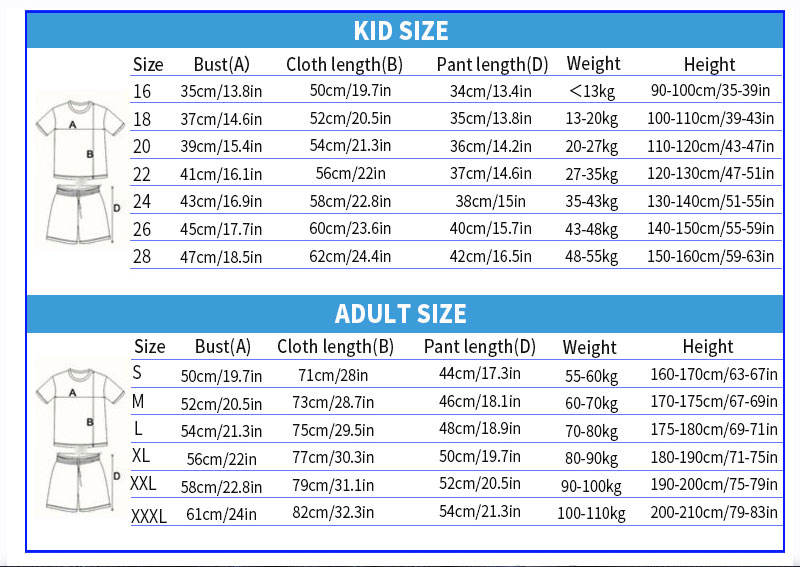 KID SIZE
Size Bust(A) Cloth length(B) Pant length(D) Weight Height
16 35cm/13.8in 50cm/19.7in 34cm/13.4in <13kg 90-100cm/35-39in
18 37cm/14.6in 52cm/20.5in 35cm/13.8in 13-20kg 100-110cm/39-43in
20 39cm/15.4in 54cm/21.3in 36cm/14.2in 20-27kg 110-120cm/43-47in
22 41cm/16.1in 56cm/22in 37cm/14.6in 27-35kg 120-130cm/47-51in
24 43cm/16.9in 58cm/22.8in 38cm/15in 35-43kg 130-140cm/51-55in
26 45cm/17.7in 60cm/23.6in 40cm/15.7in 43-48kg 140-150cm/55-59in
28 47cm/18.5in 62cm/24.4in 42cm/16.5in 48-55kg 150-160cm/59-63in
A
B
D
ADULT SIZE
Size Bust(A) Cloth length(B) Pant length(D) Weight Height
S 50cm/19.7in 71cm/28in 44cm/17.3in 55-60kg 160-170cm/63-67in
M 52cm/20.5in 73cm/28.7in 46cm/18.1in 60-70kg 170-175cm/67-69in
L 54cm/21.3in 75cm/29.5in 48cm/18.9in 70-80kg 175-180cm/69-71in
XL 56cm/22in 77cm/30.3in 50cm/19.7in 80-90kg 180-190cm/71-75in
XXL 58cm/22.8in 79cm/31.1in 52cm/20.5in 90-100kg 190-200cm/75-79in
XXXL 61cm/24in 82cm/32.3in 54cm/21.3in 100-110kg 200-210cm/79-83in
A
B
D